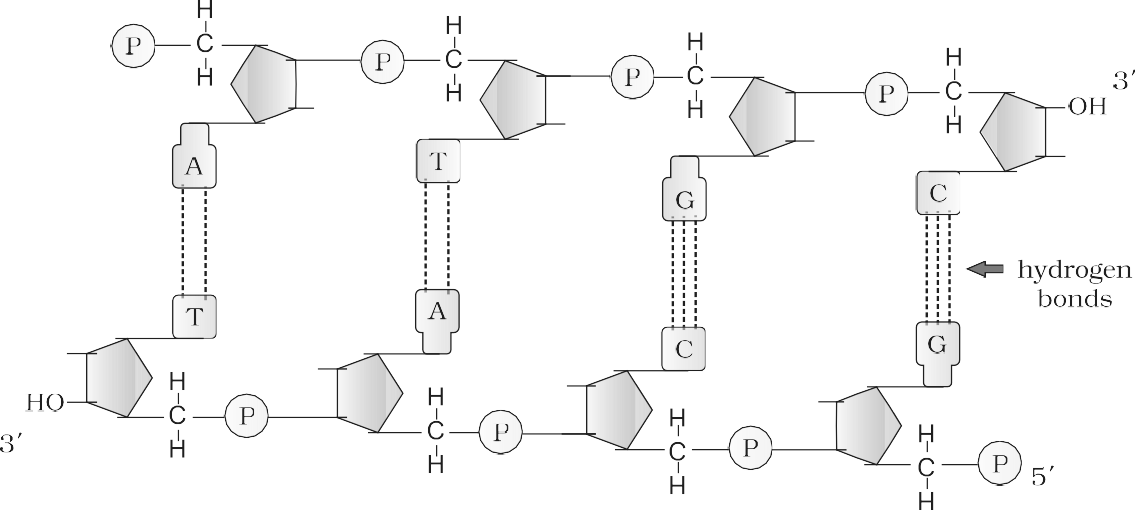 H H H H
P C P C P C P C 3′
H H H H OH
A T G C
hydrogen
bonds
T A C G
HO H P H P H P H P 5′
C C C C
3′ H H H H